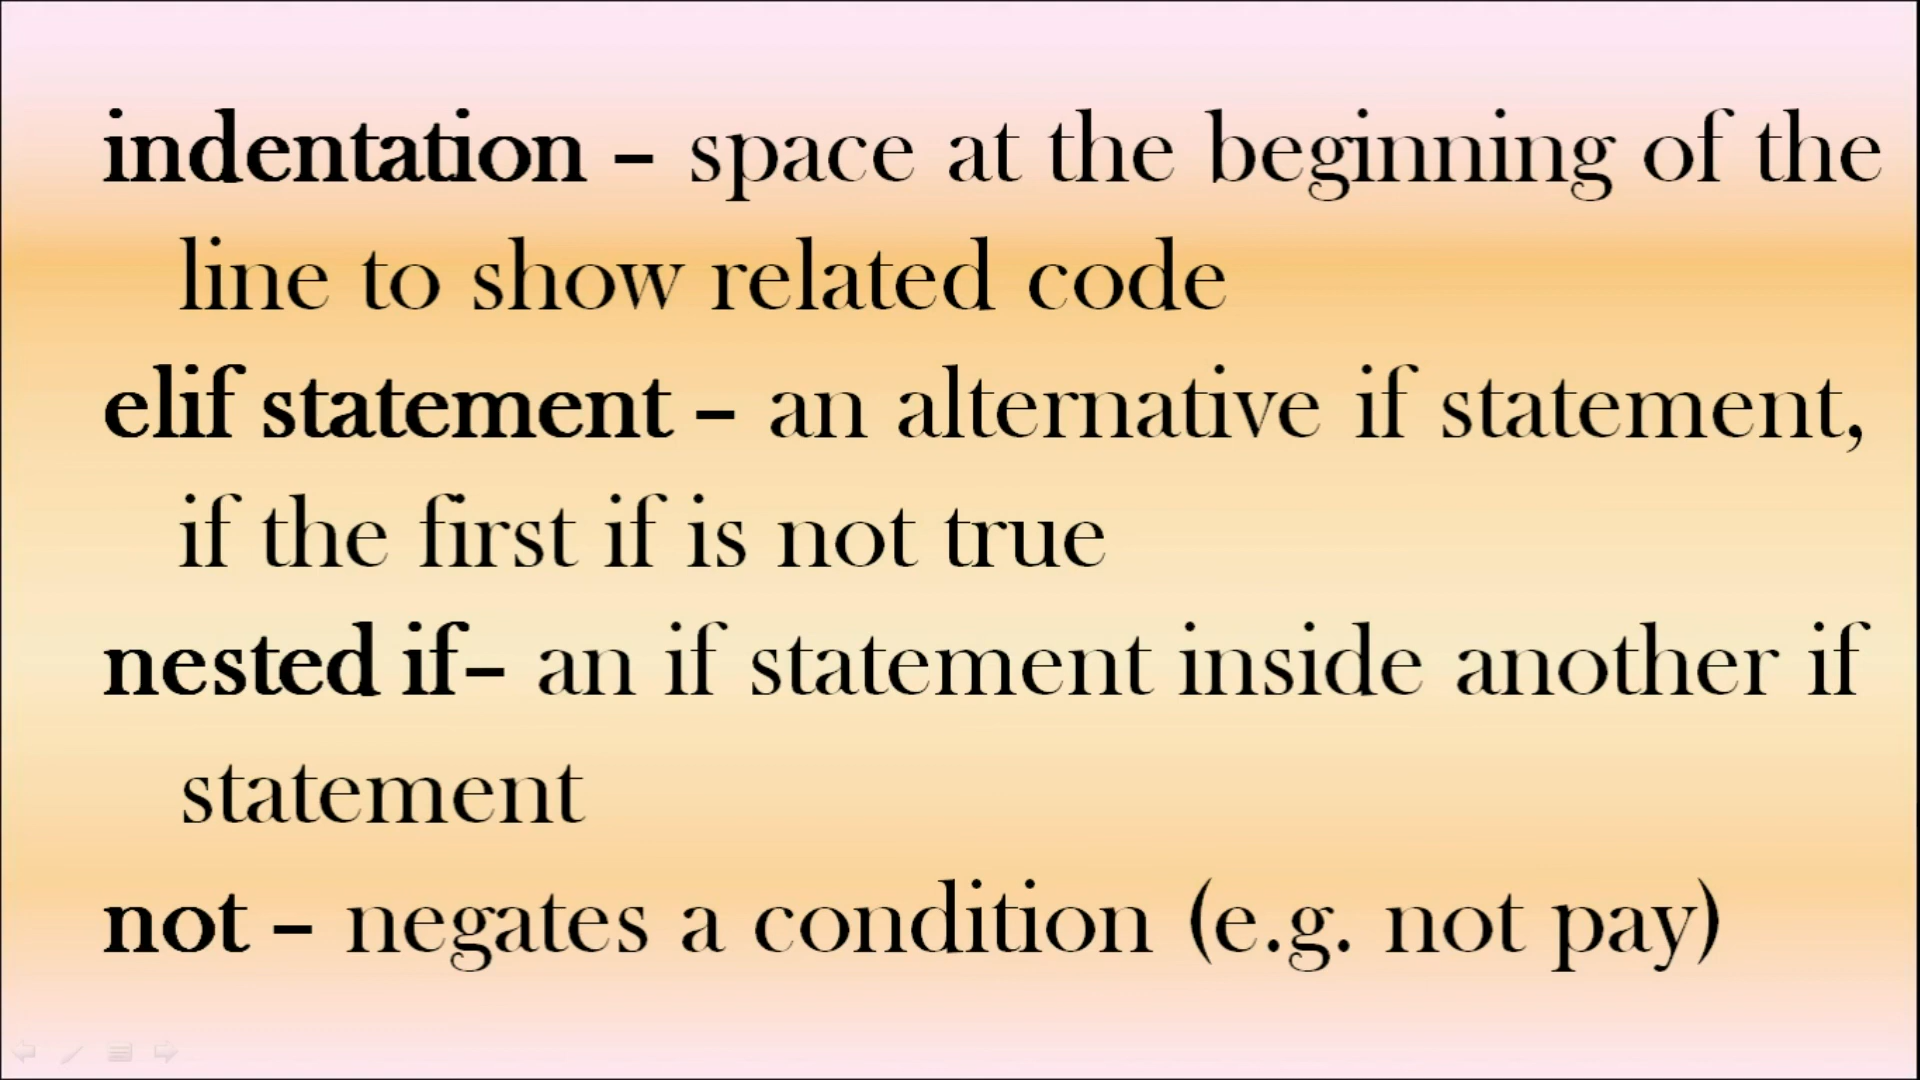 indentation – space at the beginning of the
line to show related code
elif statement – an alternative if statement,
if the first if is not true
nested if– an if statement inside another if
statement
not – negates a condition (e.g. not pay)